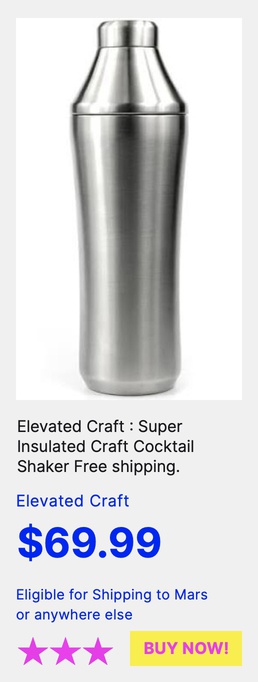 Elevated Craft : Super
Insulated Craft Cocktail
Shaker Free shipping.
Elevated Craft
$69.99
Eligible for Shipping to Mars
or anywhere else
BUY NOW!